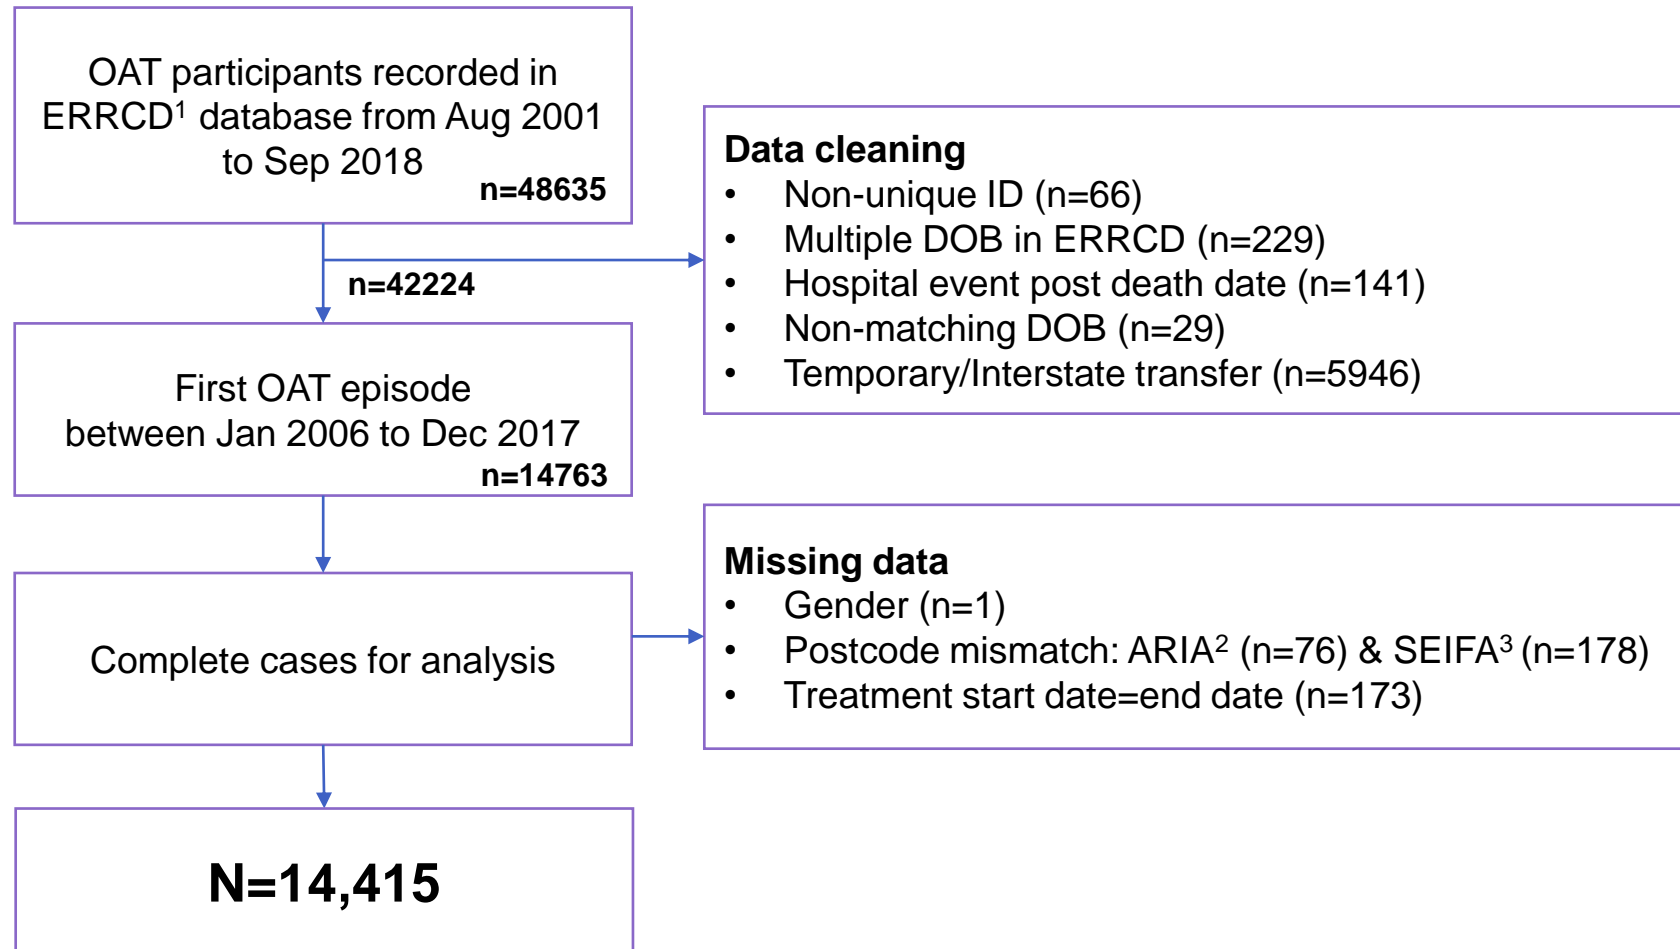 OAT participants recorded in
ERRCD¹ database from Aug 2001
to Sep 2018
n=48635
n=42224
Data cleaning
• Non-unique ID (n=66)
• Multiple DOB in ERRCD (n=229)
• Hospital event post death date (n=141)
• Non-matching DOB (n=29)
• Temporary/Interstate transfer (n=5946)
First OAT episode
between Jan 2006 to Dec 2017
n=14763
Complete cases for analysis
Missing data
• Gender (n=1)
• Postcode mismatch: ARIA² (n=76) & SEIFA³ (n=178)
• Treatment start date=end date (n=173)
N=14,415